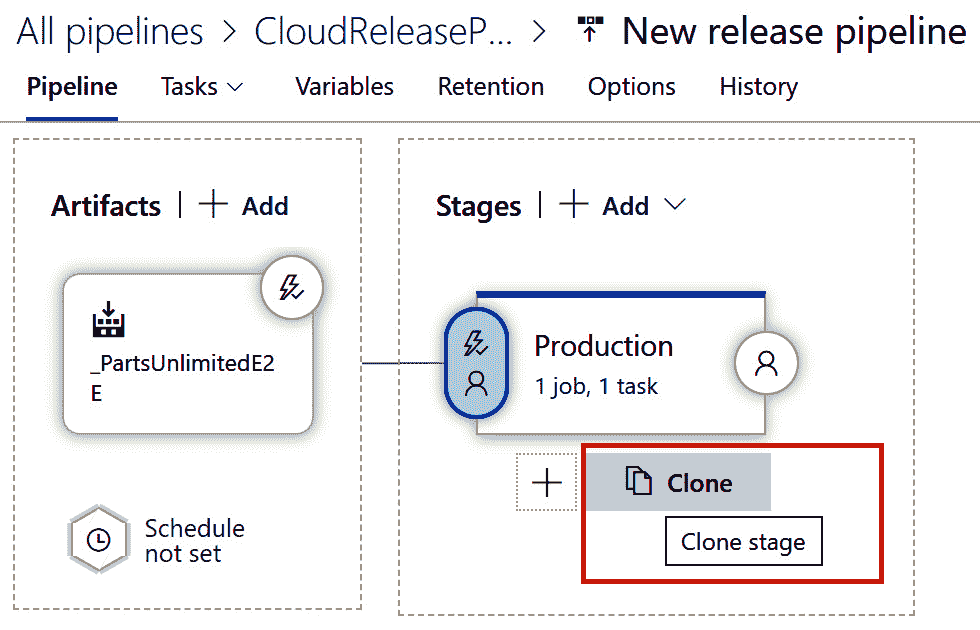 All pipelines > CloudReleaseP... > New release pipeline
Pipeline Tasks Variables Retention Options History
Artifacts | + Add
Stages | + Add
_PartsUnlimitedE2
E
Production
1 job, 1 task
Clone
Clone stage
Schedule
not set